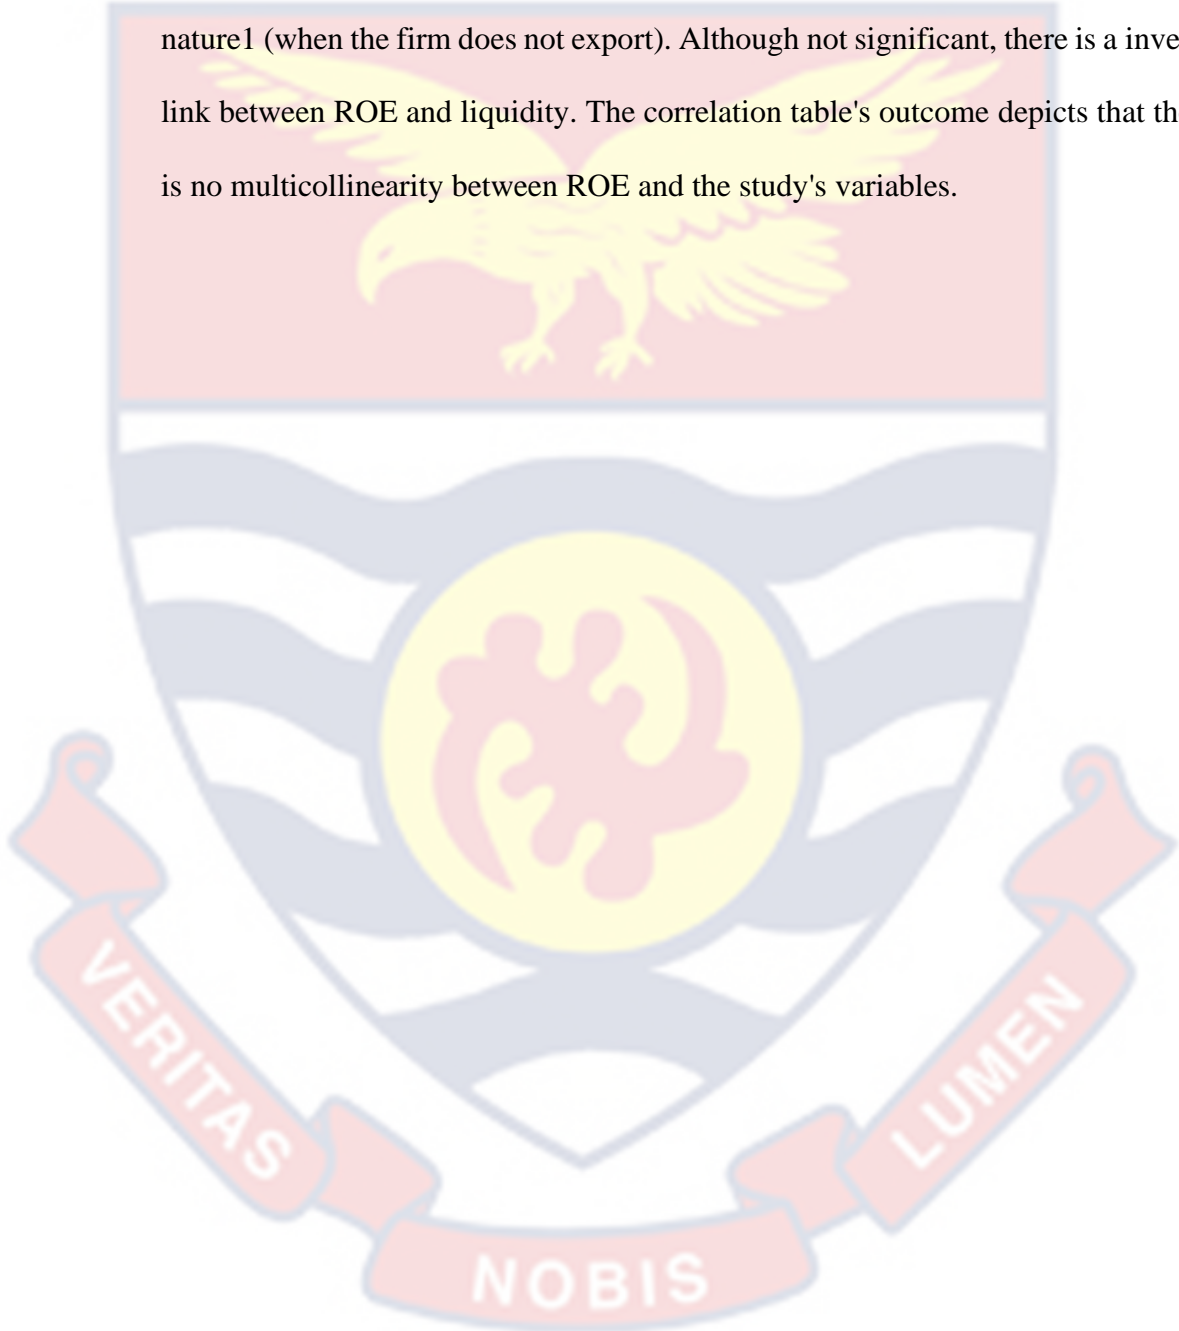 nature1 (when the firm does not export). Although not significant, there is a inve
link between ROE and liquidity. The correlation table's outcome depicts that th
is no multicollinearity between ROE and the study's variables.
VERITAS
NOBIS
LUMEN